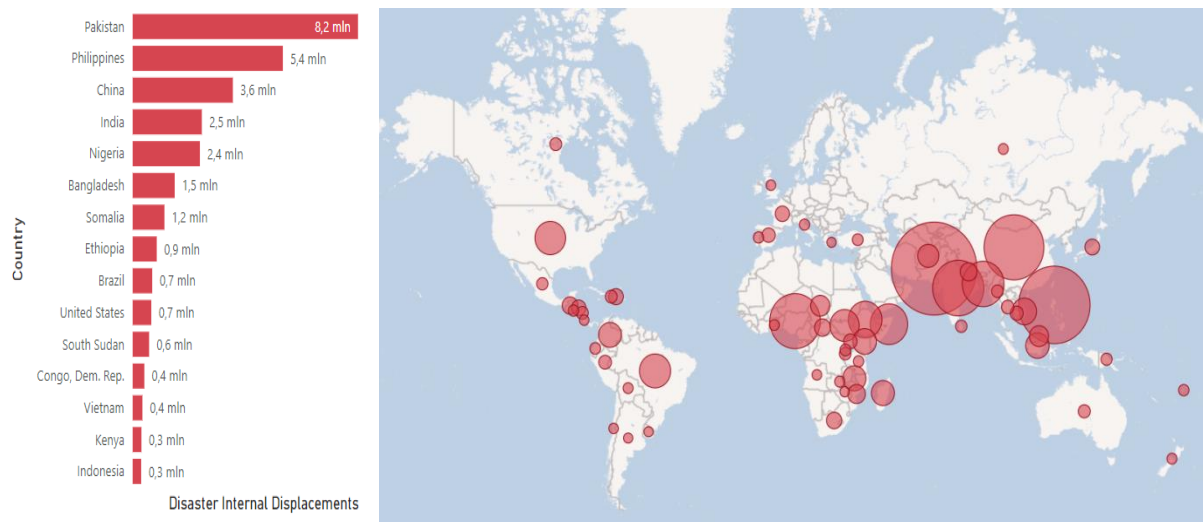 Country
Pakistan 8,2 mln
Philippines 5,4 mln
China 3,6 mln
India 2,5 mln
Nigeria 2,4 mln
Bangladesh 1,5 mln
Somalia 1,2 mln
Ethiopia 0,9 mln
Brazil 0,7 mln
United States 0,7 mln
South Sudan 0,6 mln
Congo, Dem. Rep. 0,4 mln
Vietnam 0,4 mln
Kenya 0,3 mln
Indonesia 0,3 mln
Disaster Internal Displacements